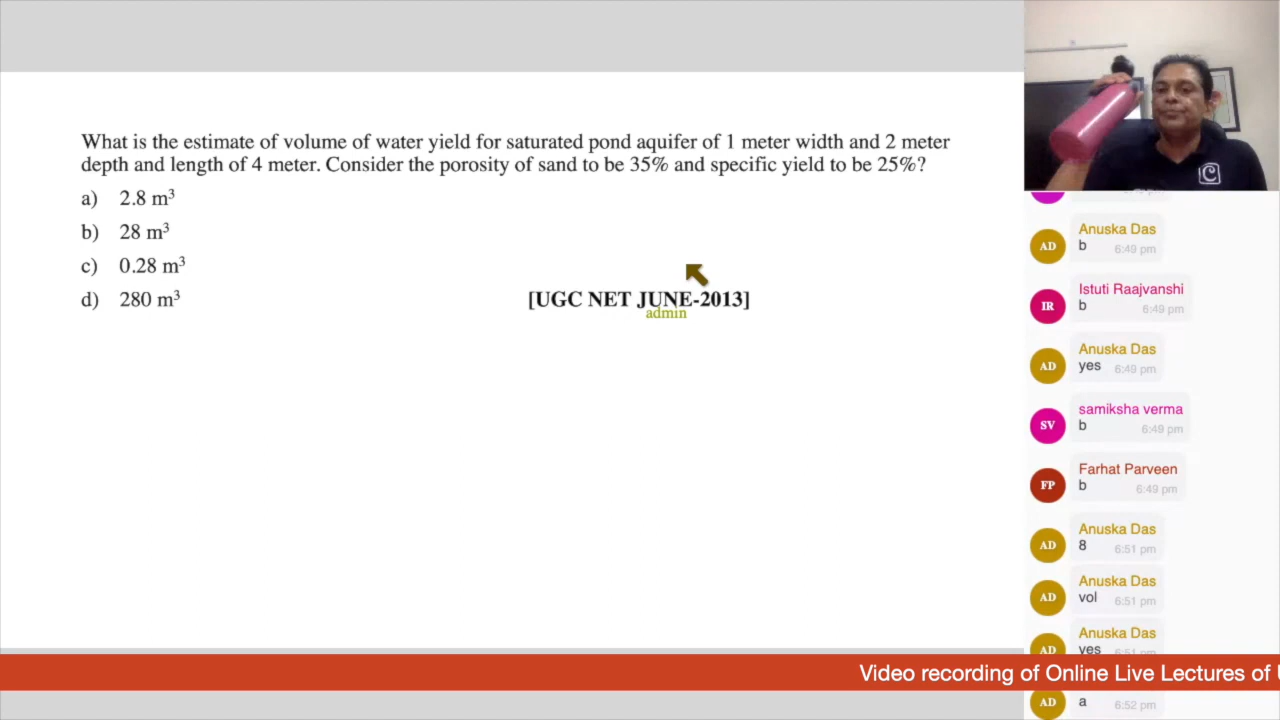 What is the estimate of volume of water yield for saturated pond aquifer of 1 meter width and 2 meter
depth and length of 4 meter. Consider the porosity of sand to be 35% and specific yield to be 25%?
a) 2.8 m³
b) 28 m³
c) 0.28 m³
d) 280 m³
[UGC NET JUNE-2013]
admin
Anuska Das
AD
b 6:49 pm
Istuti Raajvanshi
IR
b 6:49 pm
Anuska Das
AD
yes 6:49 pm
samiksha verma
SV
b 6:49 pm
Farhat Parveen
FP
b 6:49 pm
Anuska Das
AD
8 6:51 pm
Anuska Das
AD
vol 6:51 pm
Anuska Das
AD
yes 6:51 pm
Video recording of Online Live Lectures of
AD
a 6:52 pm